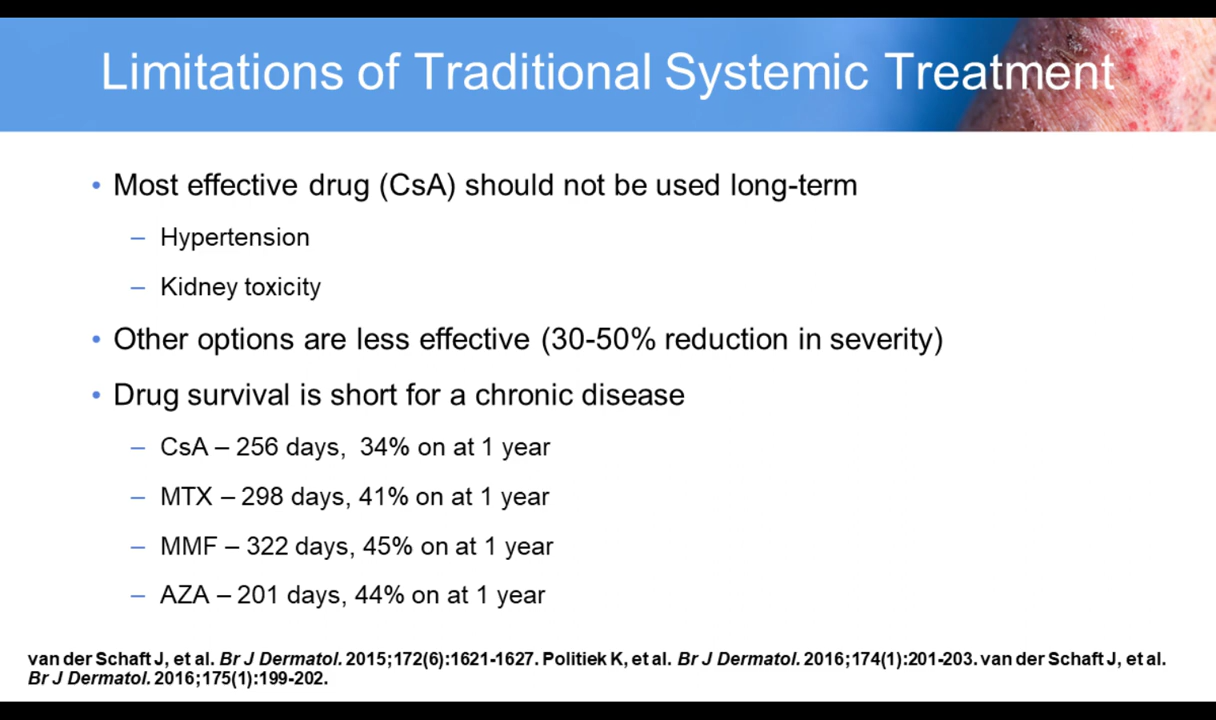 Limitations of Traditional Systemic Treatment
• Most effective drug (CsA) should not be used long-term
– Hypertension
– Kidney toxicity
• Other options are less effective (30-50% reduction in severity)
• Drug survival is short for a chronic disease
– CsA – 256 days,  34% on at 1 year
– MTX – 298 days, 41% on at 1 year
– MMF – 322 days, 45% on at 1 year
– AZA – 201 days, 44% on at 1 year
van der Schaft J, et al. Br J Dermatol. 2015;172(6):1621-1627. Politiek K, et al. Br J Dermatol. 2016;174(1):201-203. van der Schaft J, et al.
Br J Dermatol. 2016;175(1):199-202.